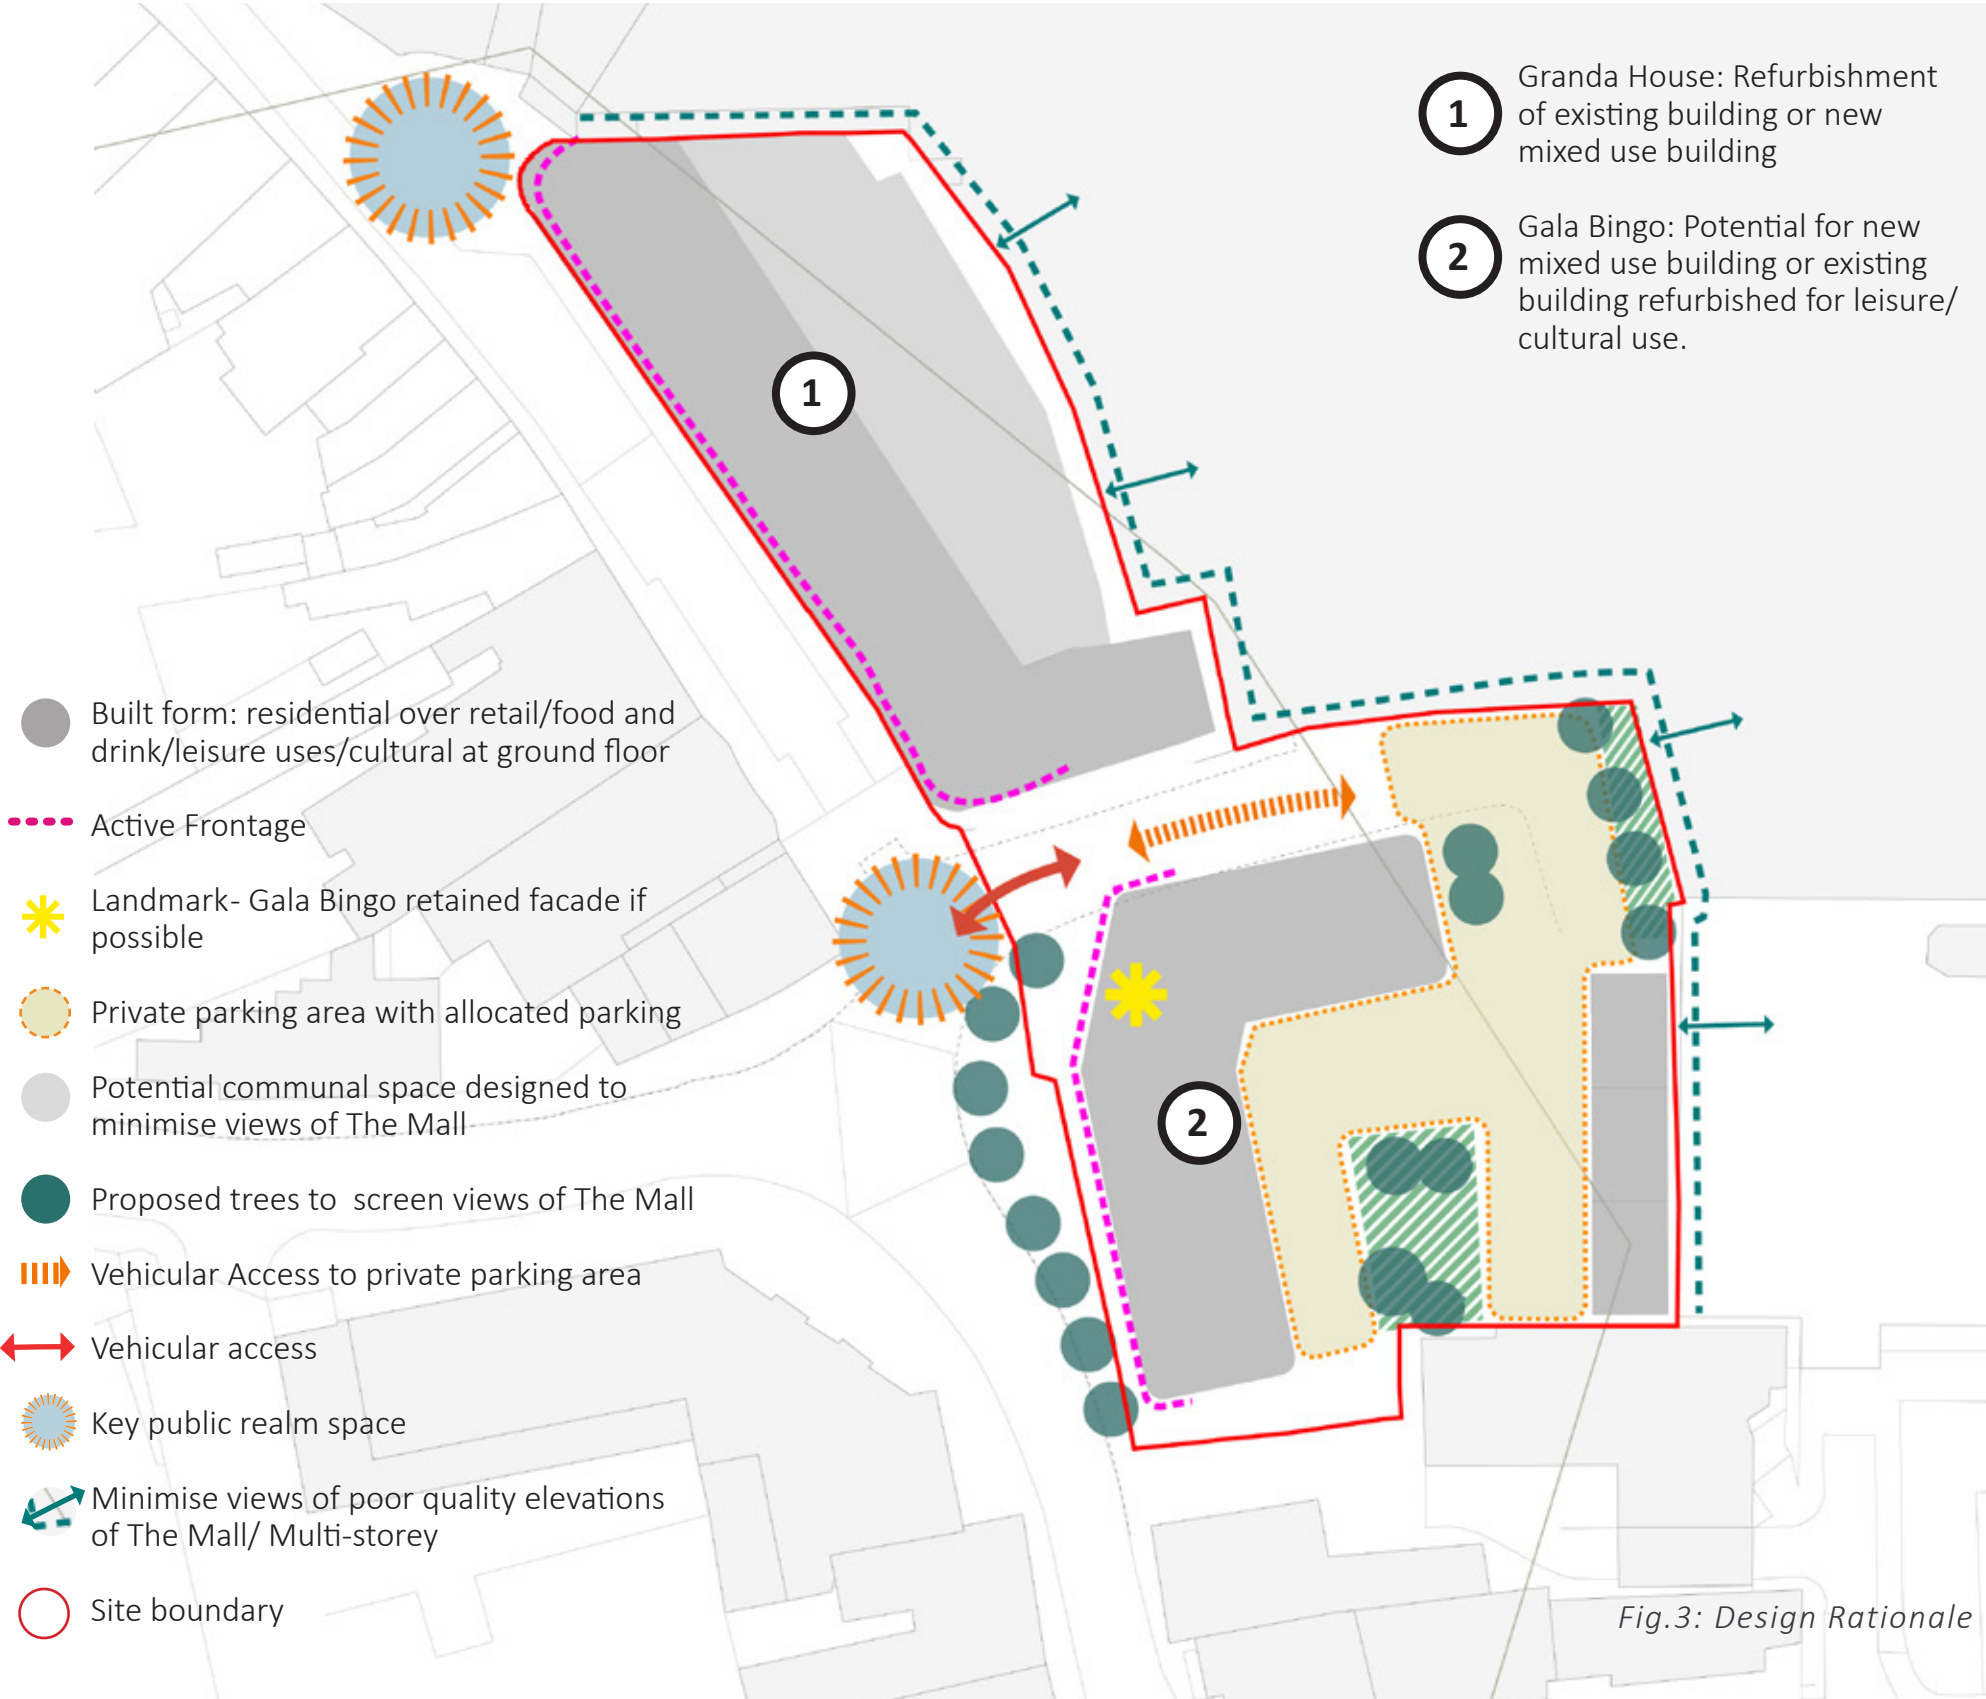 1
Granda House: Refurbishment
of existing building or new
mixed use building
2
Gala Bingo: Potential for new
mixed use building or existing
building refurbished for leisure/
cultural use.
1
2
Built form: residential over retail/food and
drink/leisure uses/cultural at ground floor
Active Frontage
Landmark- Gala Bingo retained facade if
possible
Private parking area with allocated parking
Potential communal space designed to
minimise views of The Mall
Proposed trees to screen views of The Mall
Vehicular Access to private parking area
Vehicular access
Key public realm space
Minimise views of poor quality elevations
of The Mall/ Multi-storey
Site boundary
Fig.3: Design Rationale